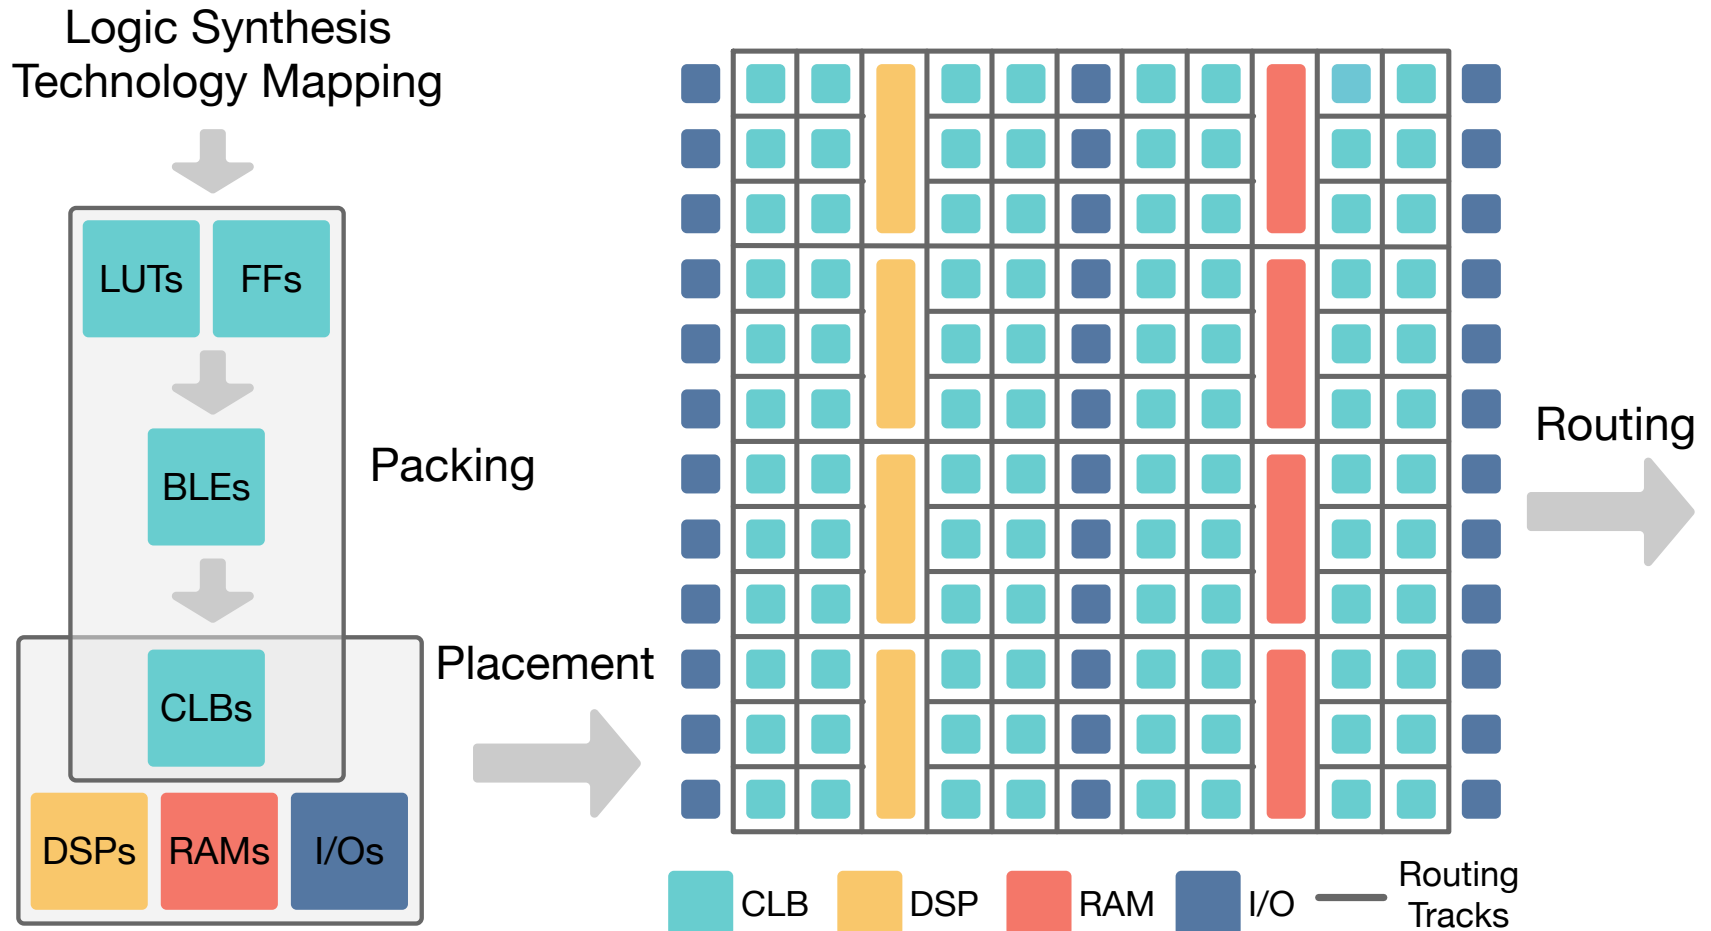 Logic Synthesis
Technology Mapping
LUTs
FFs
BLEs
Packing
CLBs
Placement
DSPs
RAMs
I/Os
Routing
CLB
DSP
RAM
I/O
Routing
Tracks